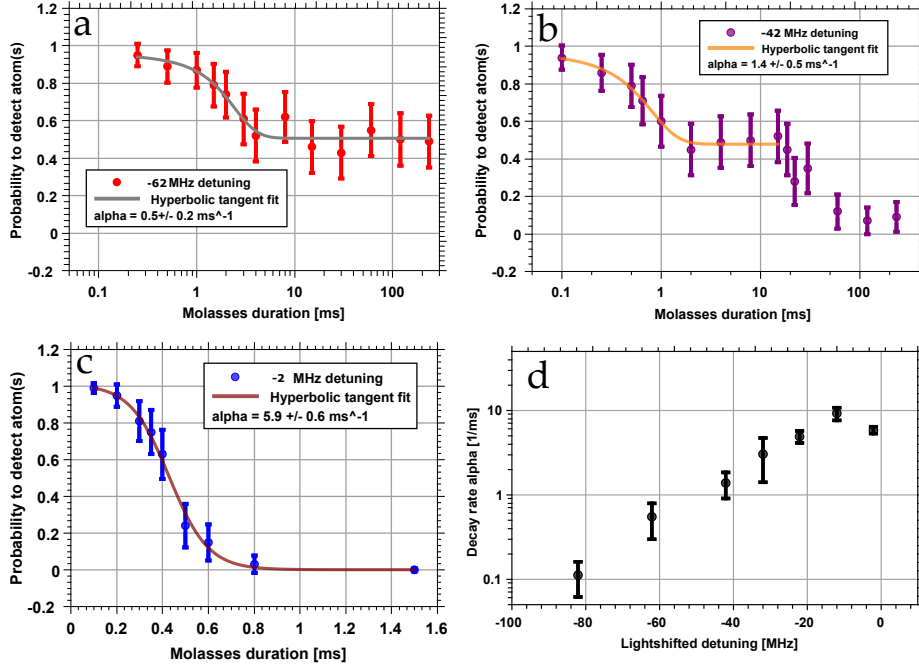 a
Probability to detect atom(s)
1.2
1
0.8
0.6
0.4
0.2
0
-0.2
-62 MHz detuning
Hyperbolic tangent fit
alpha = 0.5+/- 0.2 ms^-1
0.1 1 10 100
Molasses duration [ms]
b
Probability to detect atom(s)
1.2
1
0.8
0.6
0.4
0.2
0
-0.2
-42 MHz detuning
Hyperbolic tangent fit
alpha = 1.4 +/- 0.5 ms^-1
0.1 1 10 100
Molasses duration [ms]
c
Probability to detect atom(s)
1.2
1
0.8
0.6
0.4
0.2
0
-0.2
-2 MHz detuning
Hyperbolic tangent fit
alpha = 5.9 +/- 0.6 ms^-1
0 0.2 0.4 0.6 0.8 1 1.2 1.4 1.6
Molasses duration [ms]
d
Decay rate alpha [1/ms]
10
1
0.1
-100 -80 -60 -40 -20 0
Lightshifted detuning [MHz]